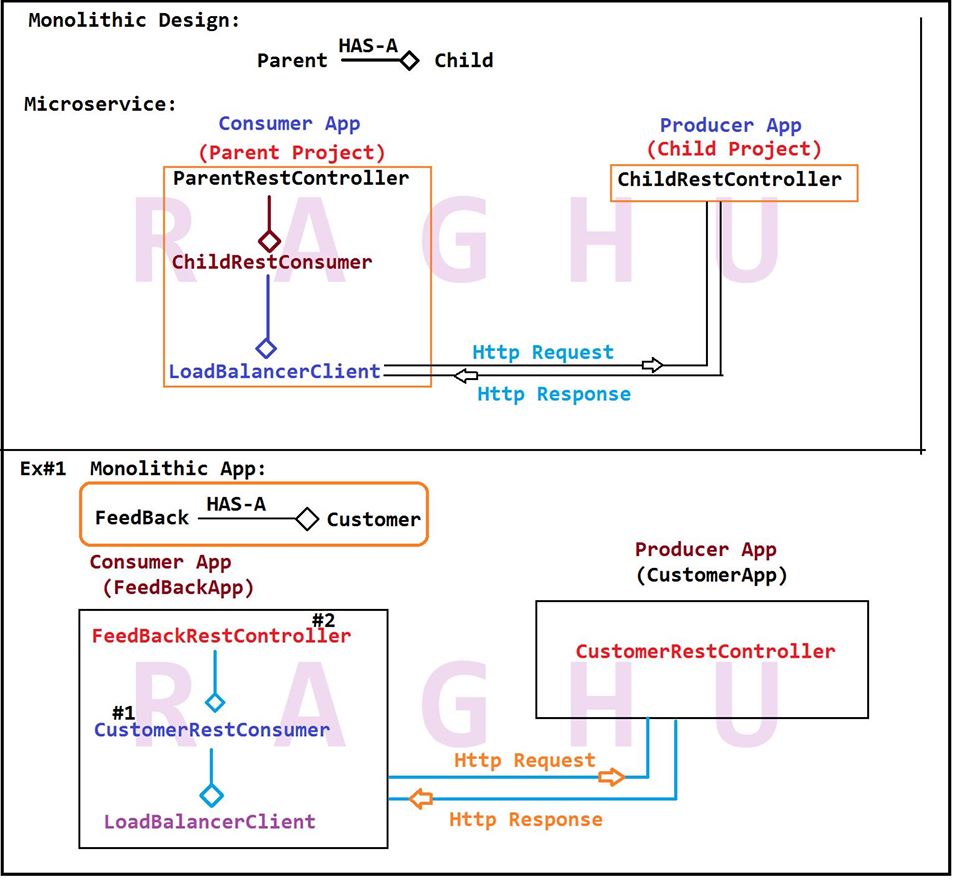 Monolithic Design:
HAS-A
Parent Child
Microservice:
Consumer App
(Parent Project)
Producer App
(Child Project)
ParentRestController
ChildRestController
RAGHU
ChildRestConsumer
LoadBalancerClient
Http Request
Http Response
Ex#1 Monolithic App:
HAS-A
FeedBack Customer
Consumer App
(FeedBackApp)
Producer App
(CustomerApp)
#2
FeedBackRestController
CustomerRestController
RAGHU
#1
CustomerRestConsumer
LoadBalancerClient
Http Request
Http Response